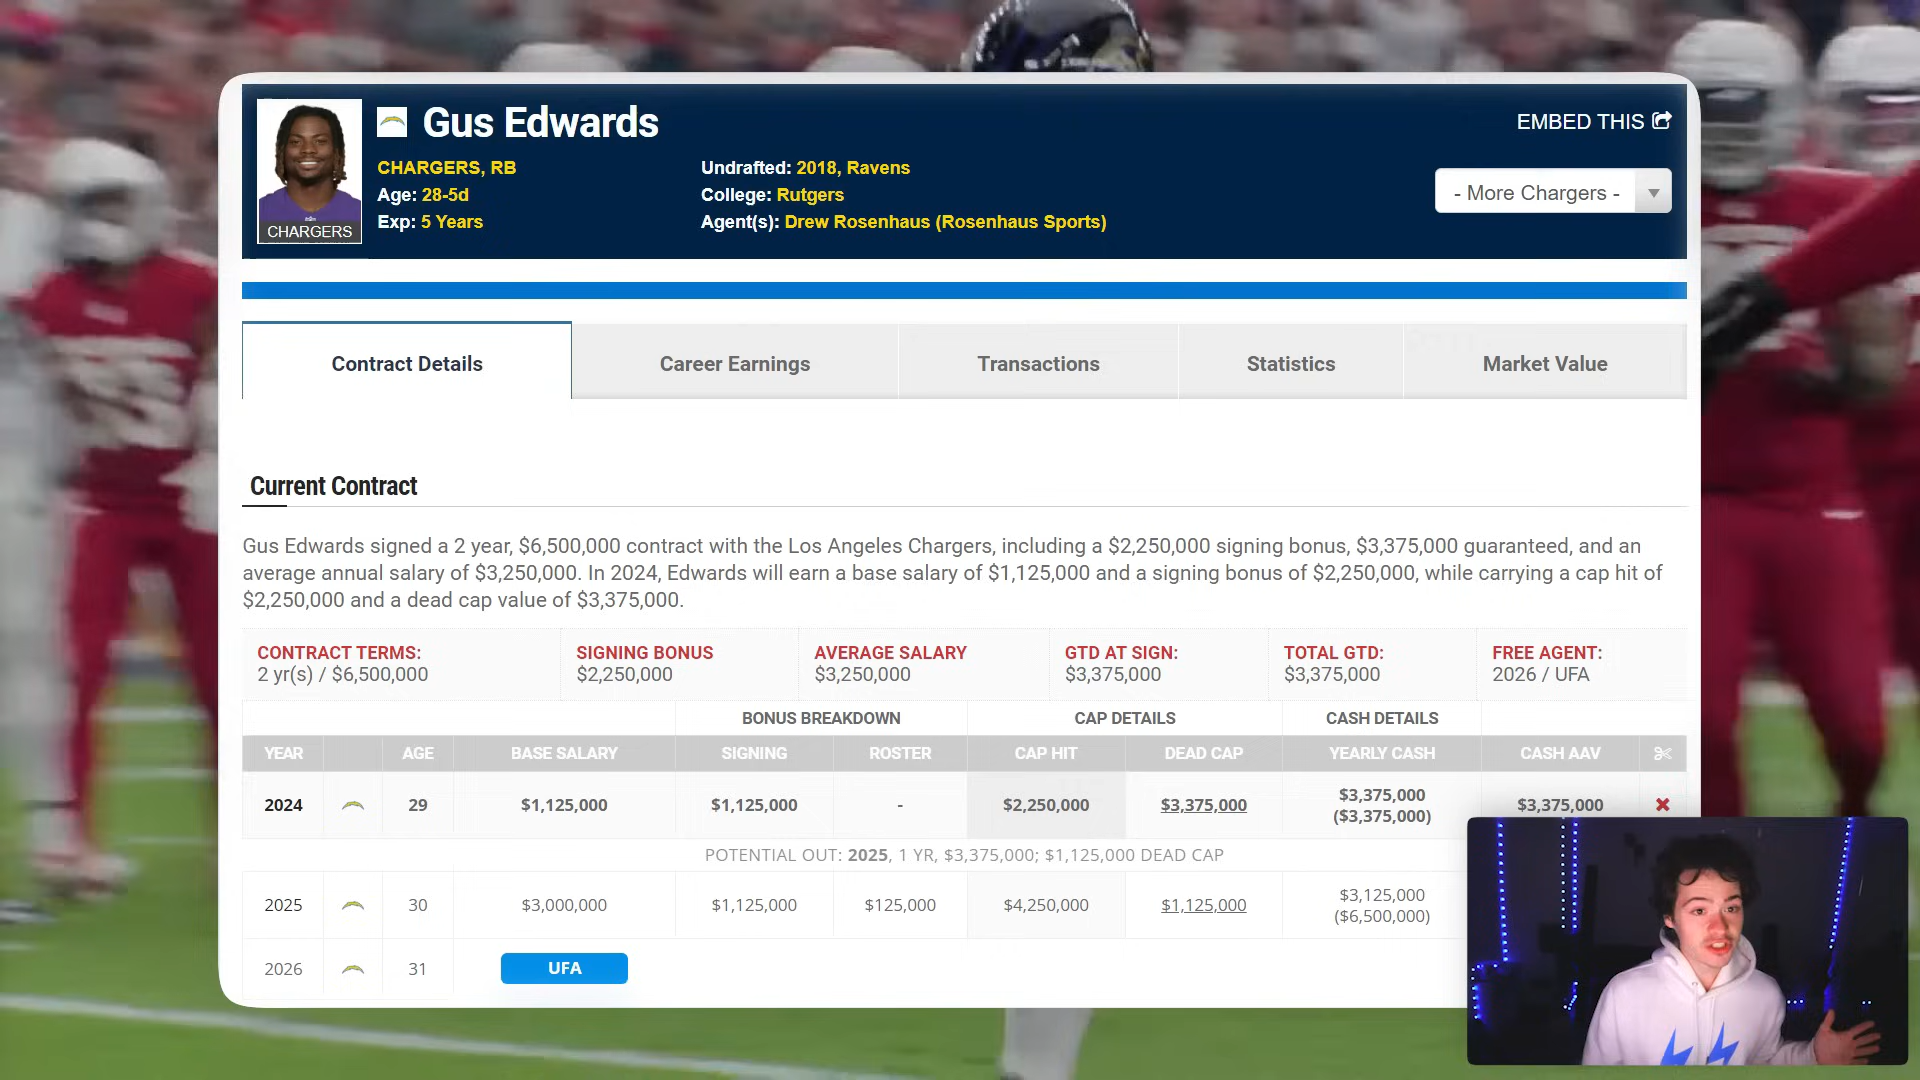 Gus Edwards
EMBED THIS
CHARGERS, RB
Age: 28-5d
Exp: 5 Years
Undrafted: 2018, Ravens
College: Rutgers
Agent(s): Drew Rosenhaus (Rosenhaus Sports)
- More Chargers -
CHARGERS
Contract Details
Career Earnings
Transactions
Statistics
Market Value
Current Contract
Gus Edwards signed a 2 year, $6,500,000 contract with the Los Angeles Chargers, including a $2,250,000 signing bonus, $3,375,000 guaranteed, and an
average annual salary of $3,250,000. In 2024, Edwards will earn a base salary of $1,125,000 and a signing bonus of $2,250,000, while carrying a cap hit of
$2,250,000 and a dead cap value of $3,375,000.
CONTRACT TERMS: SIGNING BONUS AVERAGE SALARY GTD AT SIGN: TOTAL GTD: FREE AGENT:
2 yr(s) / $6,500,000 $2,250,000 $3,250,000 $3,375,000 $3,375,000 2026 / UFA
BONUS BREAKDOWN CAP DETAILS CASH DETAILS
YEAR AGE BASE SALARY SIGNING ROSTER CAP HIT DEAD CAP YEARLY CASH CASH AAV
2024 29 $1,125,000 $1,125,000 - $2,250,000 $3,375,000 $3,375,000 ($3,375,000) $3,375,000
POTENTIAL OUT: 2025, 1 YR, $3,375,000; $1,125,000 DEAD CAP
2025 30 $3,000,000 $1,125,000 $125,000 $4,250,000 $1,125,000 $3,125,000 ($6,500,000)
2026 31 UFA